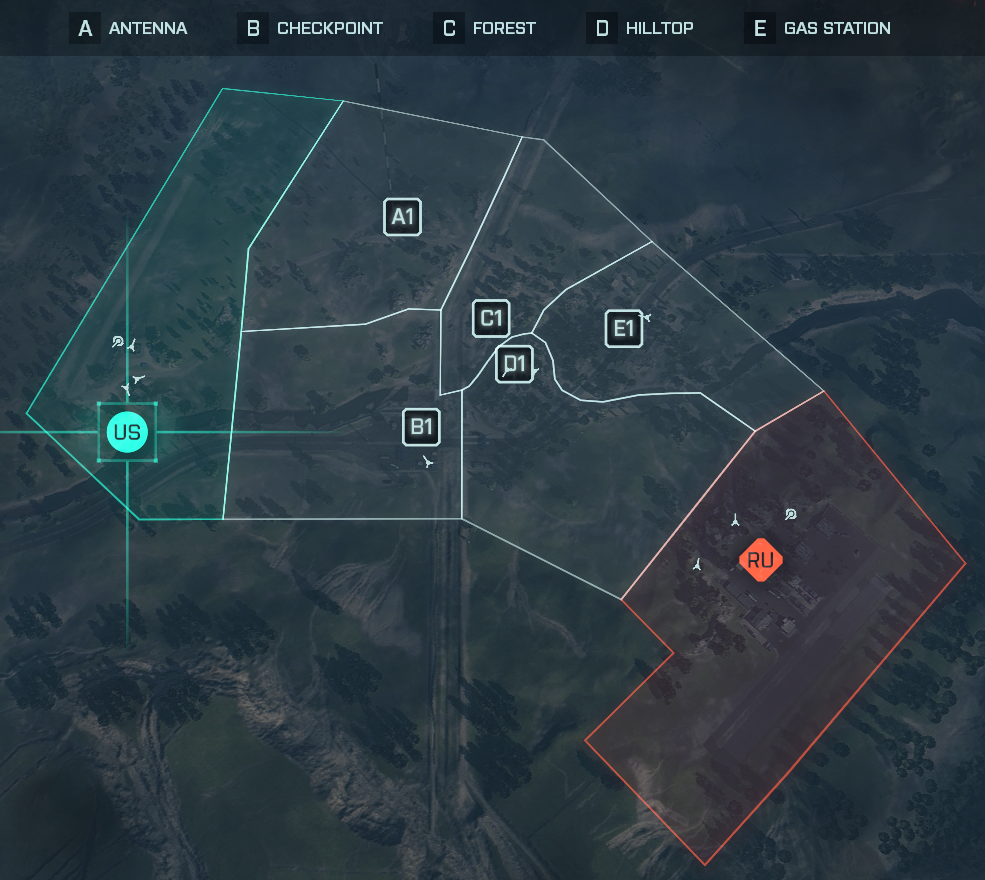 A ANTENNA B CHECKPOINT C FOREST D HILLTOP E GAS STATION
A1
C1
E1
D1
B1
US
RU